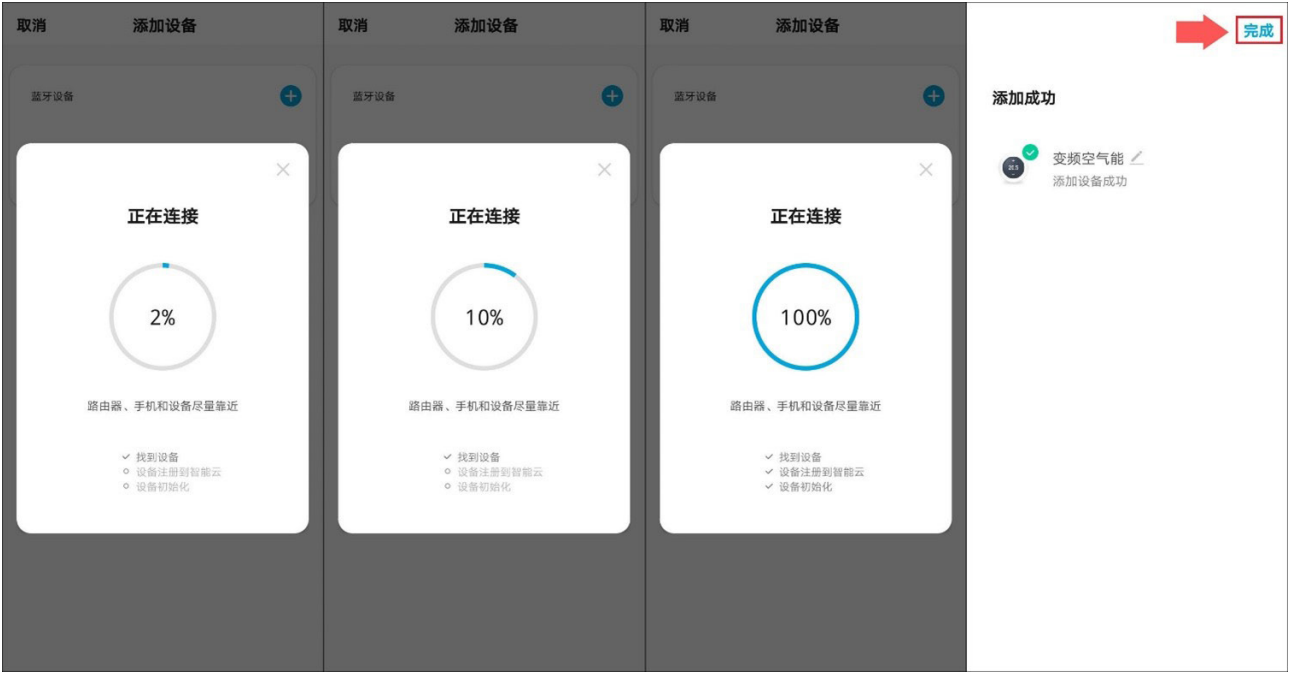 取消 添加设备
蓝牙设备
正在连接
2%
路由器、手机和设备尽量靠近
找到设备
设备注册到智能云
设备初始化
取消 添加设备
蓝牙设备
正在连接
10%
路由器、手机和设备尽量靠近
找到设备
设备注册到智能云
设备初始化
取消 添加设备
蓝牙设备
正在连接
100%
路由器、手机和设备尽量靠近
找到设备
设备注册到智能云
设备初始化
完成
添加成功
变频空气能
添加设备成功